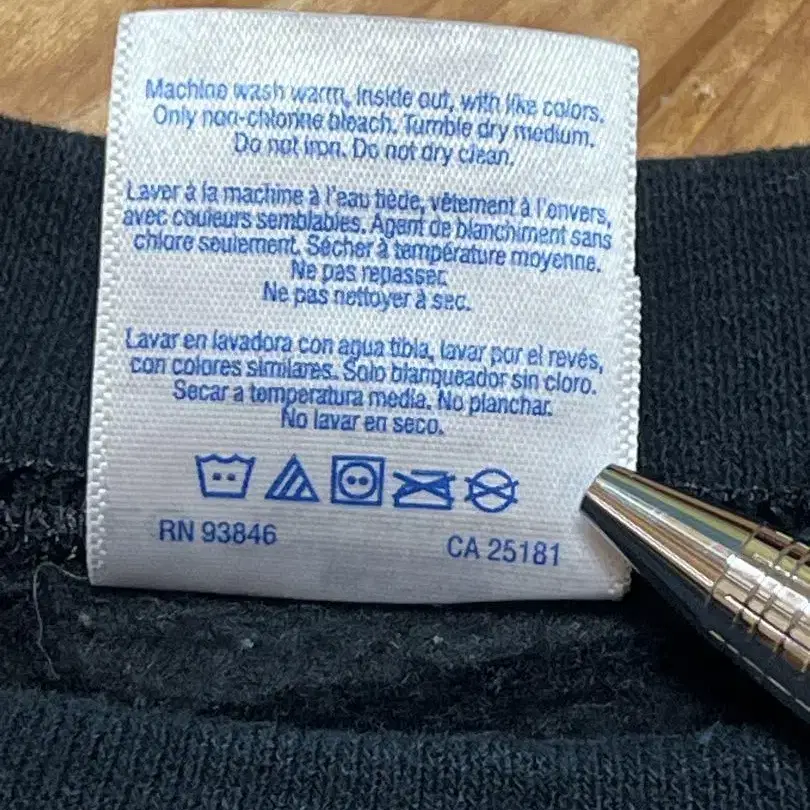 Machine wash warm, inside out, with like colors.
Only non-chlorine bleach. Tumble dry medium.
Do not iron. Do not dry clean.
Laver à la machine à l'eau tiède, vêtement à l'envers,
avec couleurs semblables. Agent de blanchiment sans
chlore seulement. Sécher à température moyenne.
Ne pas repasser.
Ne pas nettoyer à sec.
Lavar en lavadora con agua tibia, lavar por el revés,
con colores similares. Solo blanqueador sin cloro.
Secar a temperatura media. No planchar.
No lavar en seco.
RN 93846
CA 25181